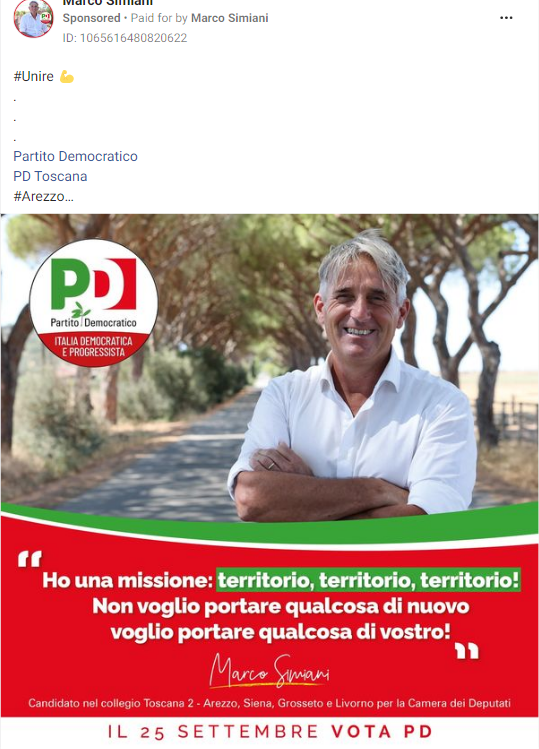 Marco Simiani
Sponsored • Paid for by Marco Simiani
ID: 1065616480820622
#Unire 💪
.
.
.
Partito Democratico
PD Toscana
#Arezzo...
PD
Partito Democratico
ITALIA DEMOCRATICA
E PROGRESSISTA
"Ho una missione: territorio, territorio, territorio!
Non voglio portare qualcosa di nuovo
voglio portare qualcosa di vostro!"
Marco Simiani
Candidato nel collegio Toscana 2 - Arezzo, Siena, Grosseto e Livorno per la Camera dei Deputati
IL 25 SETTEMBRE VOTA PD